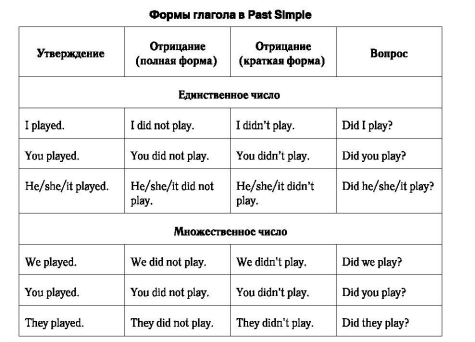 Формы глагола в Past Simple
Утверждение
Отрицание
(полная форма)
Отрицание
(краткая форма)
Вопрос
Единственное число
I played.
I did not play.
I didn't play.
Did I play?
You played.
You did not play.
You didn't play.
Did you play?
He/she/it played.
He/she/it did not
play.
He/she/it didn't
play.
Did he/she/it play?
Множественное число
We played.
We did not play.
We didn't play.
Did we play?
You played.
You did not play.
You didn't play.
Did you play?
They played.
They did not play.
They didn't play.
Did they play?